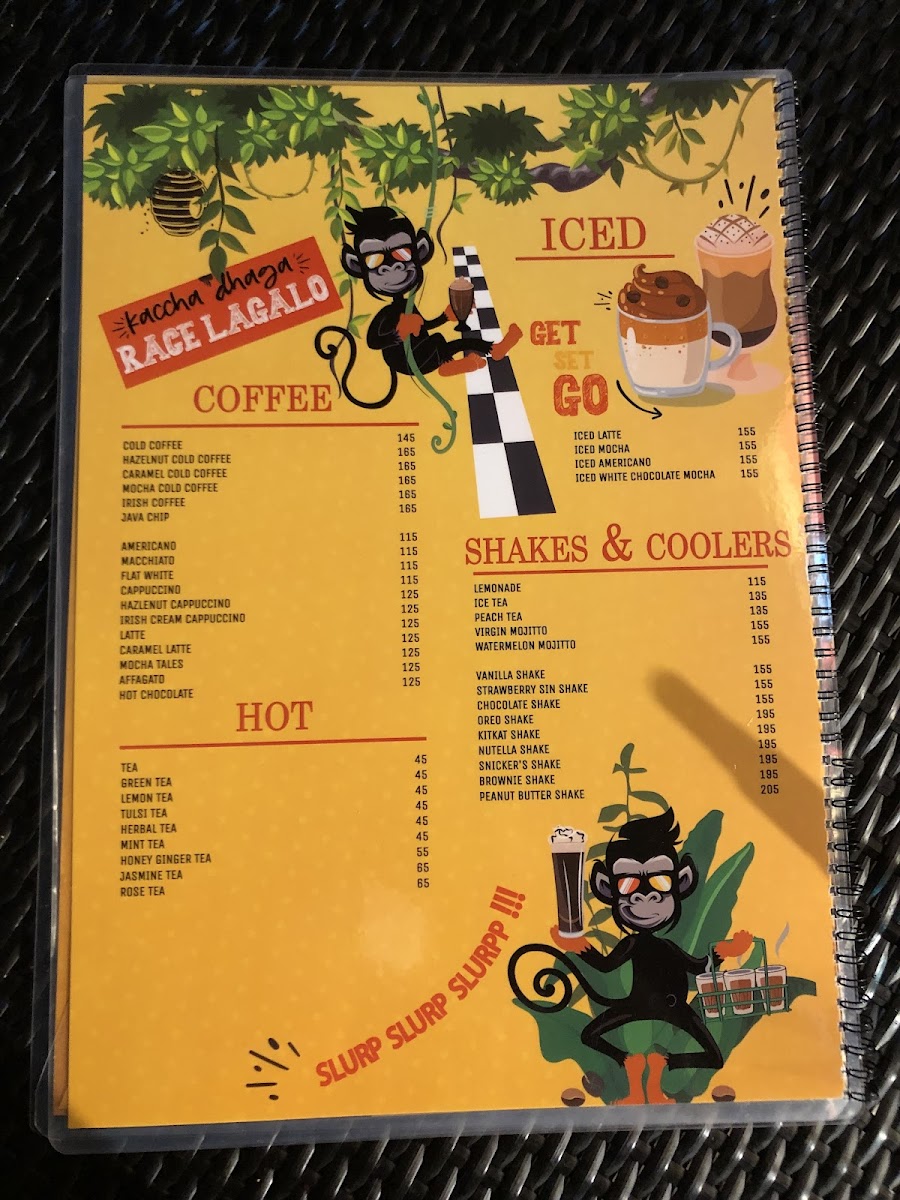 kaccha dhaga
RACE LAGALO
COFFEE
COLD COFFEE 145
HAZELNUT COLD COFFEE 165
CARAMEL COLD COFFEE 165
MOCHA COLD COFFEE 165
IRISH COFFEE 165
JAVA CHIP 165
AMERICANO 115
MACCHIATO 115
FLAT WHITE 115
CAPPUCCINO 115
HAZLENUT CAPPUCCINO 125
IRISH CREAM CAPPUCCINO 125
LATTE 125
CARAMEL LATTE 125
MOCHA TALES 125
AFFAGATO 125
HOT CHOCOLATE 125
HOT
TEA 45
GREEN TEA 45
LEMON TEA 45
TULSI TEA 45
HERBAL TEA 45
MINT TEA 45
HONEY GINGER TEA 55
JASMINE TEA 65
ROSE TEA 65
ICED
GET
SET
GO
ICED LATTE 155
ICED MOCHA 155
ICED AMERICANO 155
ICED WHITE CHOCOLATE MOCHA 155
SHAKES & COOLERS
LEMONADE 115
ICE TEA 135
PEACH TEA 135
VIRGIN MOJITTO 155
WATERMELON MOJITTO 155
VANILLA SHAKE 155
STRAWBERRY SIN SHAKE 155
CHOCOLATE SHAKE 155
OREO SHAKE 195
KITKAT SHAKE 195
NUTELLA SHAKE 195
SNICKER'S SHAKE 195
BROWNIE SHAKE 195
PEANUT BUTTER SHAKE 205
SLURP SLURP SLURPP !!!